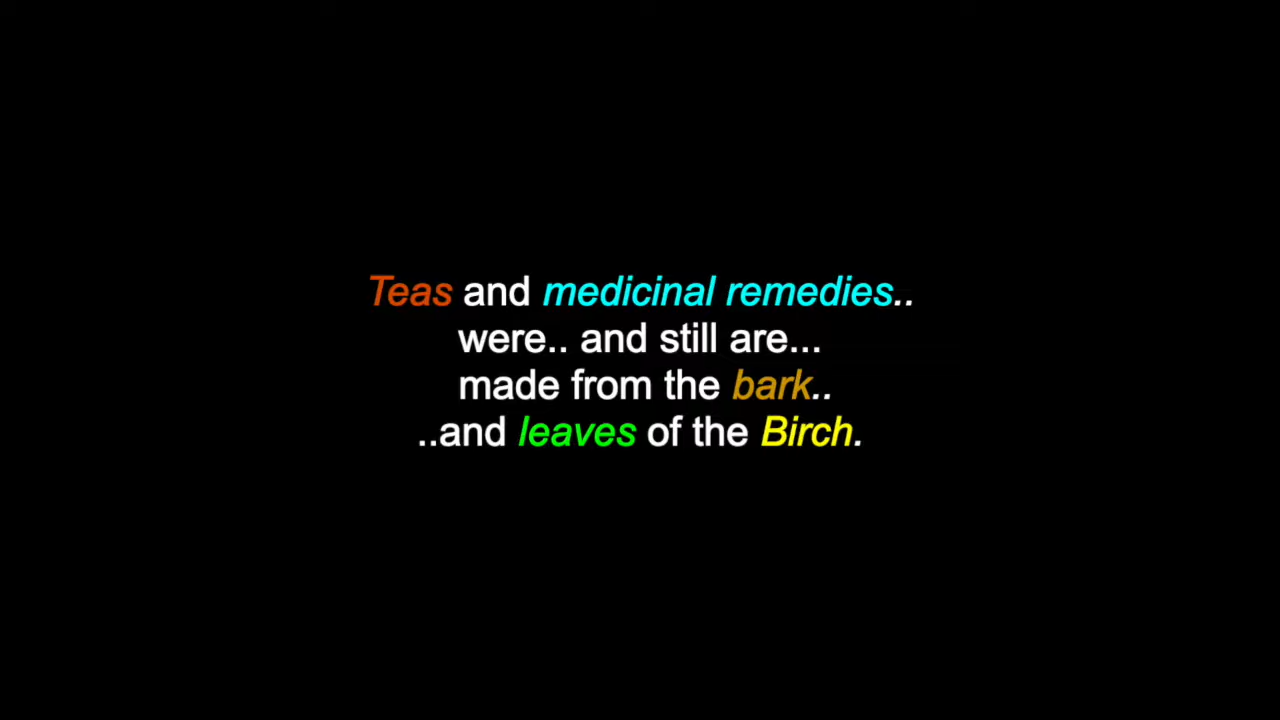 Teas and medicinal remedies..
were.. and still are...
made from the bark..
..and leaves of the Birch.